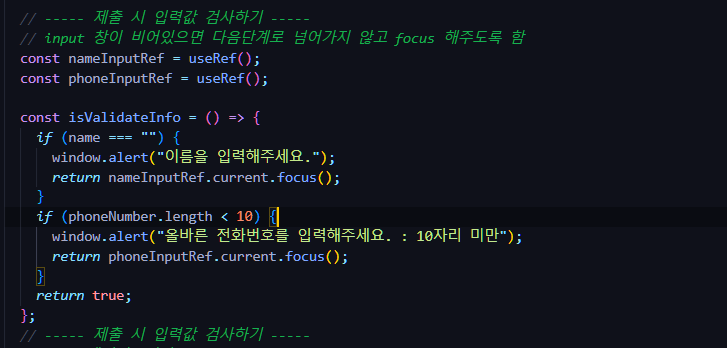 // ----- 제출 시 입력값 검사하기 -----
// input 창이 비어있으면 다음단계로 넘어가지 않고 focus 해주도록 함
const nameInputRef = useRef();
const phoneInputRef = useRef();
const isValidateInfo = () => {
if (name === "") {
window.alert("이름을 입력해주세요.");
return nameInputRef.current.focus();
}
if (phoneNumber.length < 10) {
window.alert("올바른 전화번호를 입력해주세요. : 10자리 미만");
return phoneInputRef.current.focus();
}
return true;
};
// ----- 제출 시 입력값 검사하기 -----